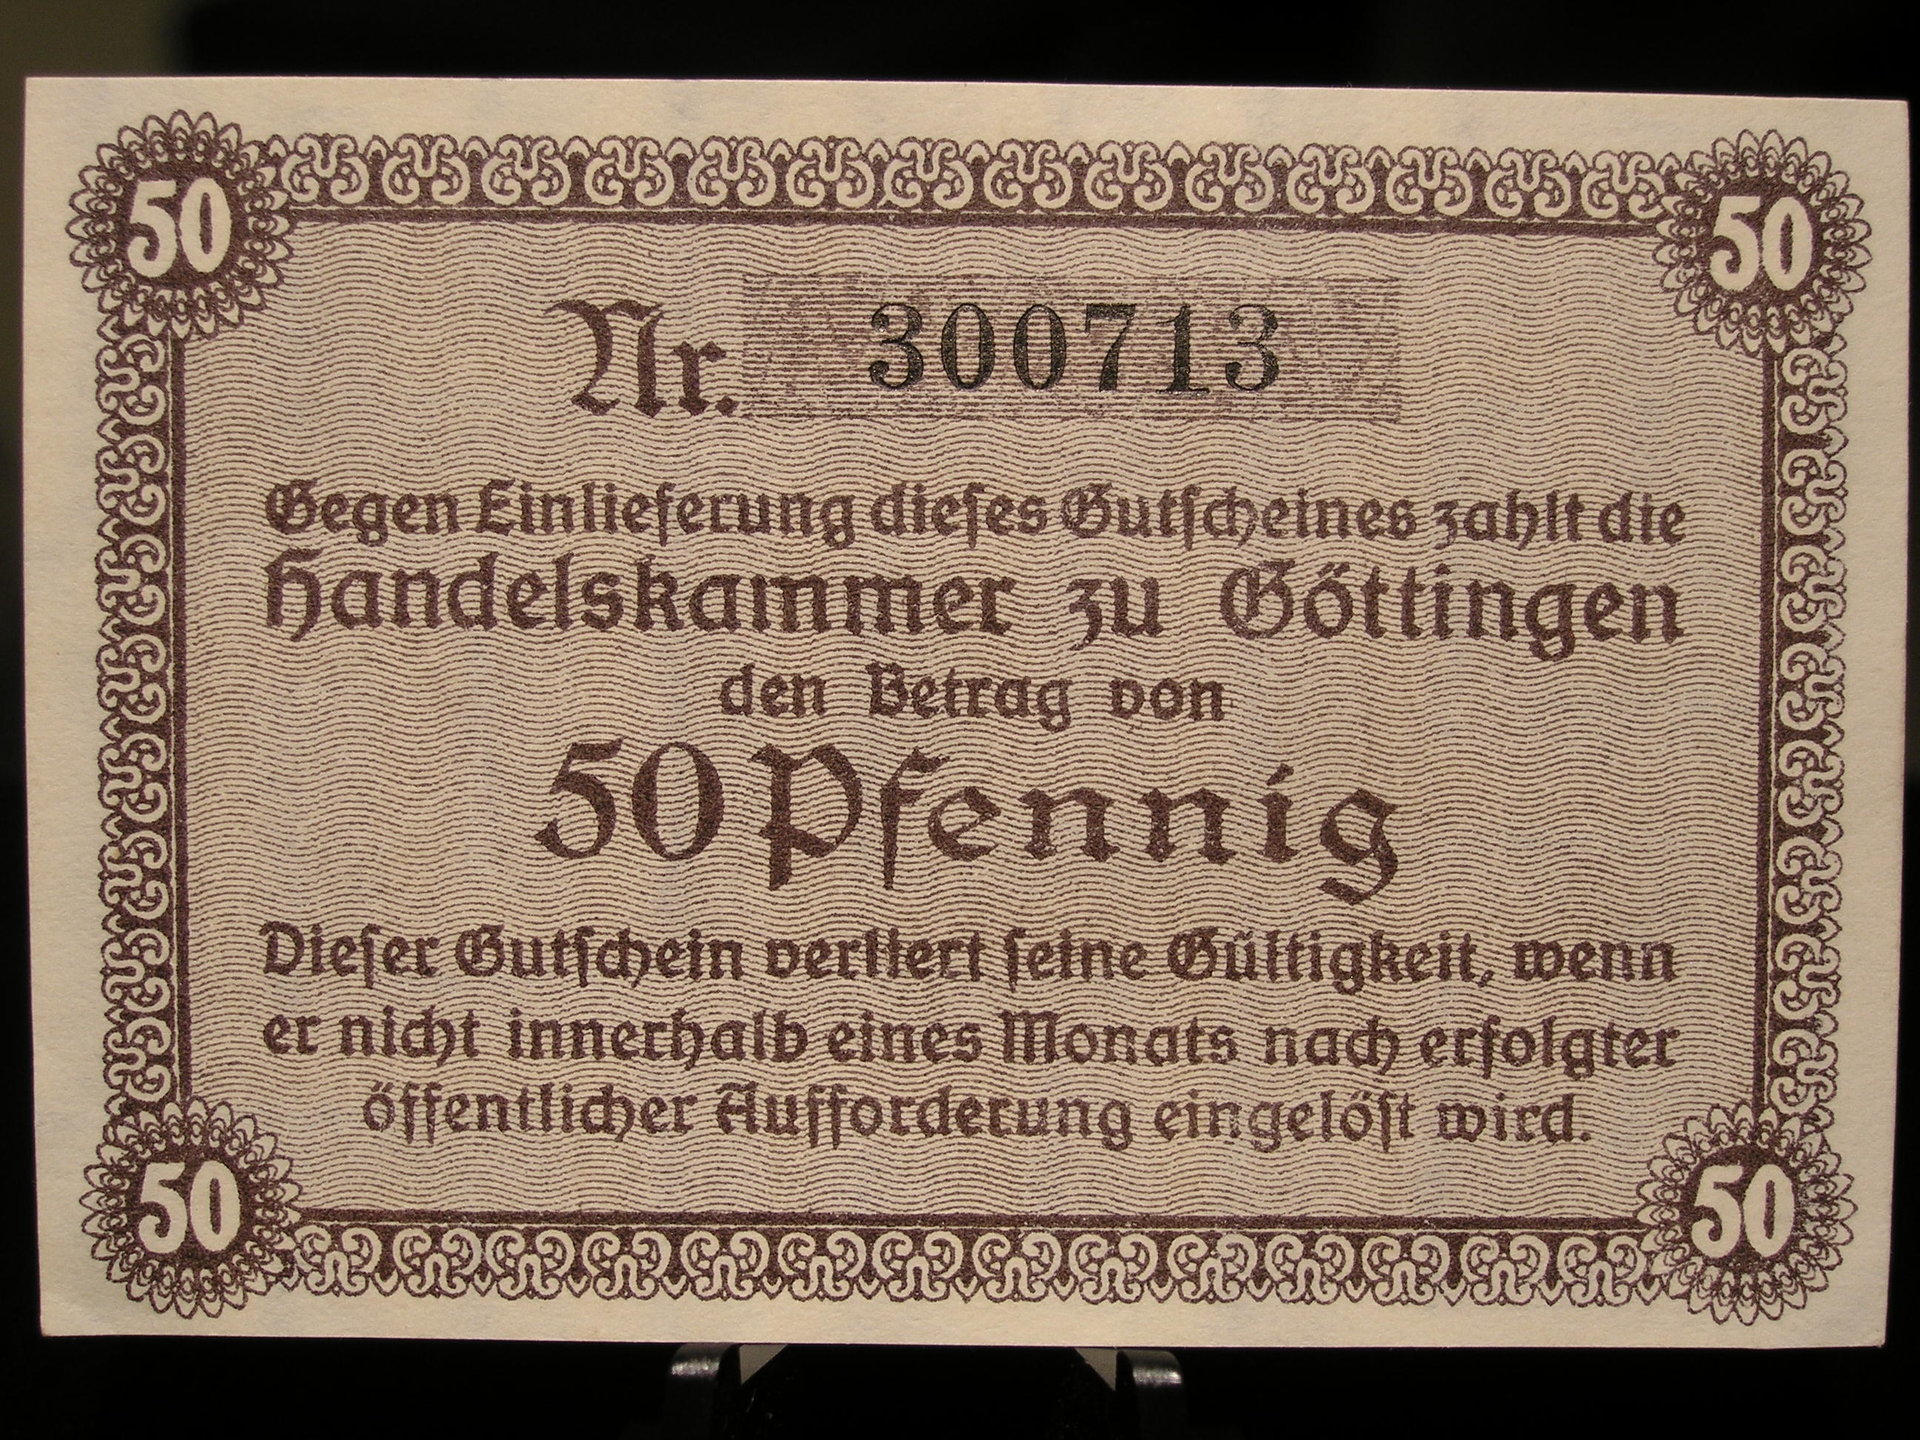 50
50
Nr. 300713
Gegen Einlieferung dieses Gutscheines zahlt die
Handelskammer zu Göttingen
den Betrag von
50 Pfennig
Dieser Gutschein verliert seine Gültigkeit, wenn
er nicht innerhalb eines Monats nach erfolgter
öffentlicher Aufforderung eingelöst wird.
50
50